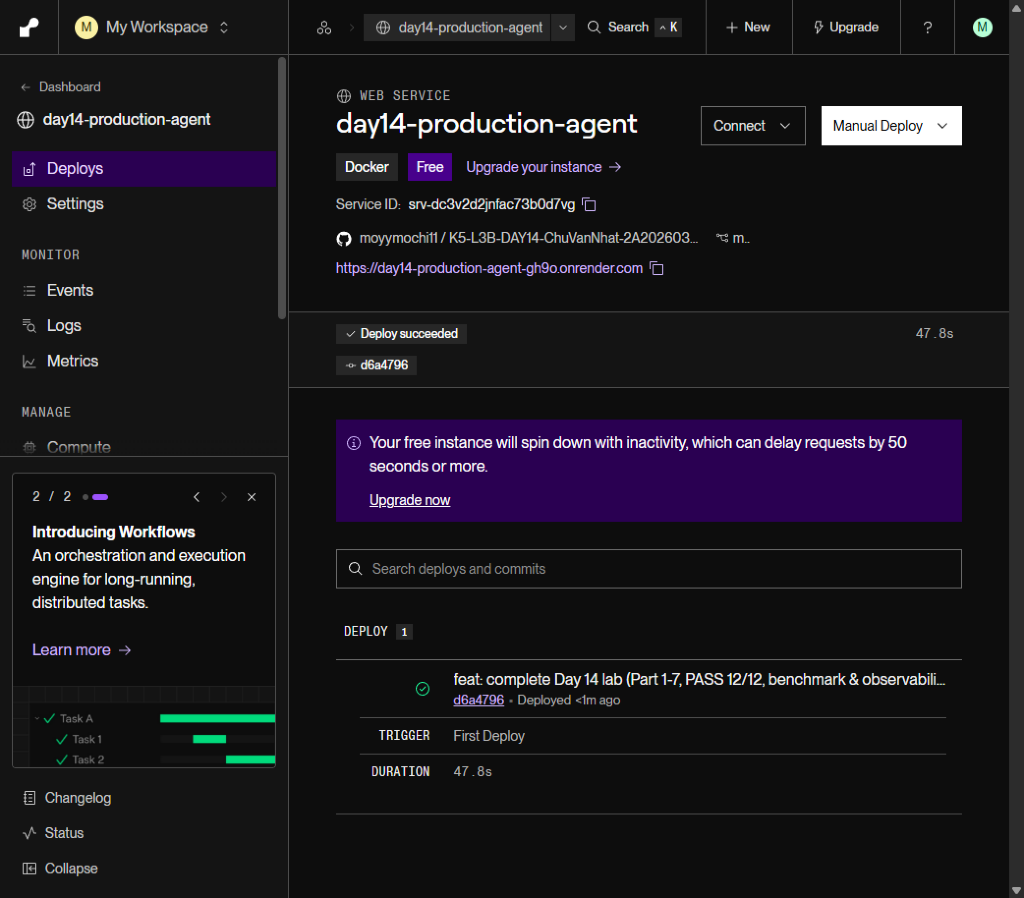 M My Workspace
day14-production-agent
Search ^ K
+ New
Upgrade
?
M
← Dashboard
day14-production-agent
Deploys
Settings
MONITOR
Events
Logs
Metrics
MANAGE
Compute
2 / 2
Introducing Workflows
An orchestration and execution
engine for long-running,
distributed tasks.
Learn more →
Task A
Task 1
Task 2
Changelog
Status
Collapse
WEB SERVICE
day14-production-agent
Connect
Manual Deploy
Docker Free Upgrade your instance →
Service ID: srv-dc3v2d2jnfac73b0d7vg
moyymochi11 / K5-L3B-DAY14-ChuVanNhat-2A202603... m..
https://day14-production-agent-gh9o.onrender.com
Deploy succeeded 47.8s
d6a4796
Your free instance will spin down with inactivity, which can delay requests by 50
seconds or more.
Upgrade now
Search deploys and commits
DEPLOY 1
feat: complete Day 14 lab (Part 1-7, PASS 12/12, benchmark & observabili...
d6a4796 • Deployed <1m ago
TRIGGER First Deploy
DURATION 47.8s